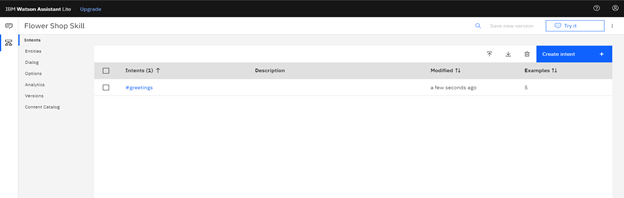 IBM Watson Assistant Lite Upgrade
Flower Shop Skill
Save new version
Try it
Intents
Entities
Dialog
Options
Analytics
Versions
Content Catalog
Create intent +
Intents (1) ↑ Description Modified ↑↓ Examples ↑↓
#greetings a few seconds ago 5